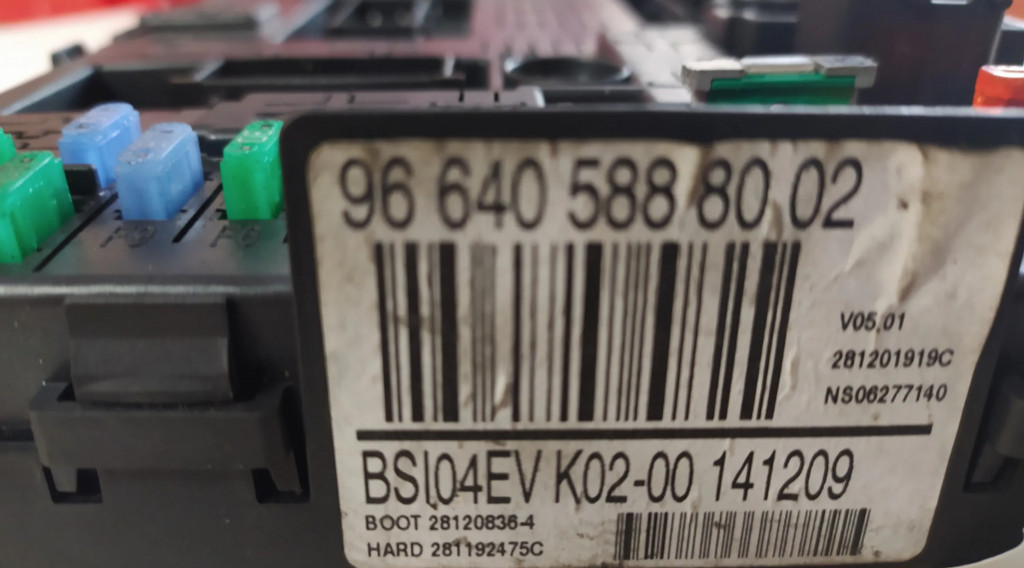 96 640 588 80 02
V05.01
281201919C
NS06277140
BSI04EV K02-00 141209
BOOT 28120836-4
HARD 281192475C